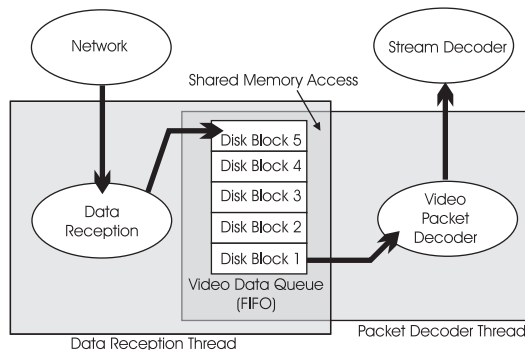 Network
Stream Decoder
Shared Memory Access
Disk Block 5
Disk Block 4
Disk Block 3
Disk Block 2
Disk Block 1
Data
Reception
Video
Packet
Decoder
Video Data Queue
(FIFO)
Data Reception Thread
Packet Decoder Thread